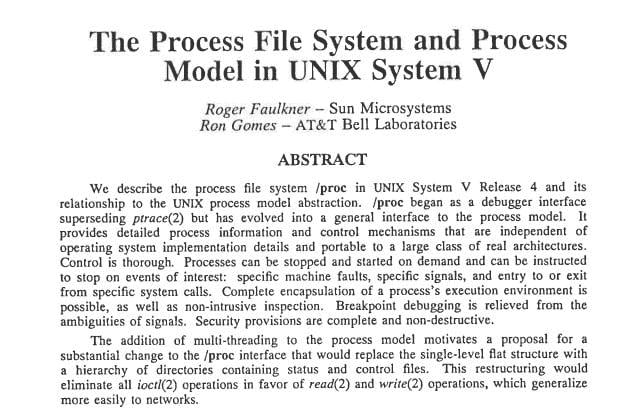 The Process File System and Process
Model in UNIX System V
Roger Faulkner – Sun Microsystems
Ron Gomes – AT&T Bell Laboratories
ABSTRACT
We describe the process file system /proc in UNIX System V Release 4 and its
relationship to the UNIX process model abstraction. /proc began as a debugger interface
superseding ptrace(2) but has evolved into a general interface to the process model. It
provides detailed process information and control mechanisms that are independent of
operating system implementation details and portable to a large class of real architectures.
Control is thorough. Processes can be stopped and started on demand and can be instructed
to stop on events of interest: specific machine faults, specific signals, and entry to or exit
from specific system calls. Complete encapsulation of a process's execution environment is
possible, as well as non-intrusive inspection. Breakpoint debugging is relieved from the
ambiguities of signals. Security provisions are complete and non-destructive.
The addition of multi-threading to the process model motivates a proposal for a
substantial change to the /proc interface that would replace the single-level flat structure with
a hierarchy of directories containing status and control files. This restructuring would
eliminate all ioctl(2) operations in favor of read(2) and write(2) operations, which generalize
more easily to networks.